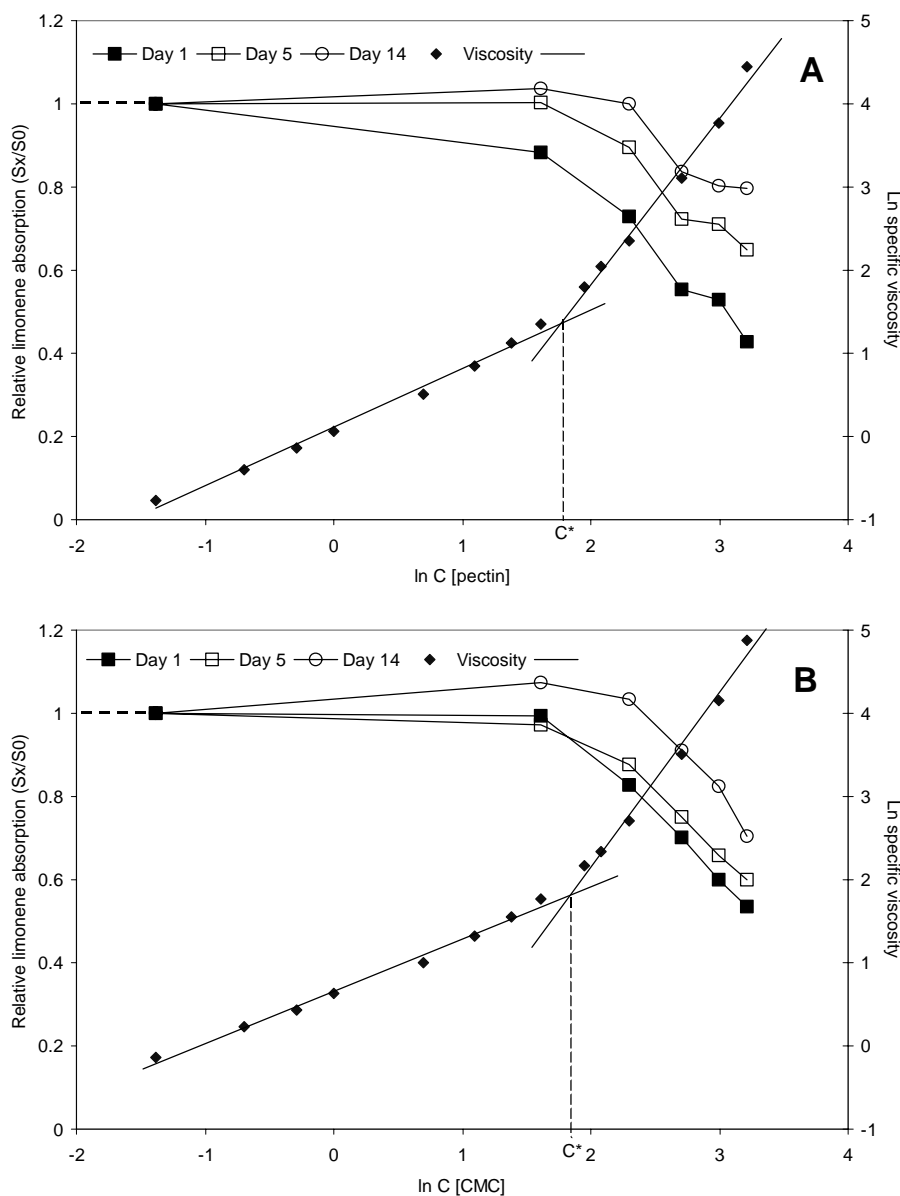 1.2
1
0.8
0.6
0.4
0.2
0
Relative limonene absorption (Sx/S0)
Day 1 Day 5 Day 14 Viscosity
A
5
4
3
2
1
0
-1
Ln specific viscosity
-2 -1 0 1 2 3 4
C*
ln C [pectin]
1.2
1
0.8
0.6
0.4
0.2
0
Relative limonene absorption (Sx/S0)
Day 1 Day 5 Day 14 Viscosity
B
5
4
3
2
1
0
-1
Ln specific viscosity
-2 -1 0 1 2 3 4
C*
ln C [CMC]